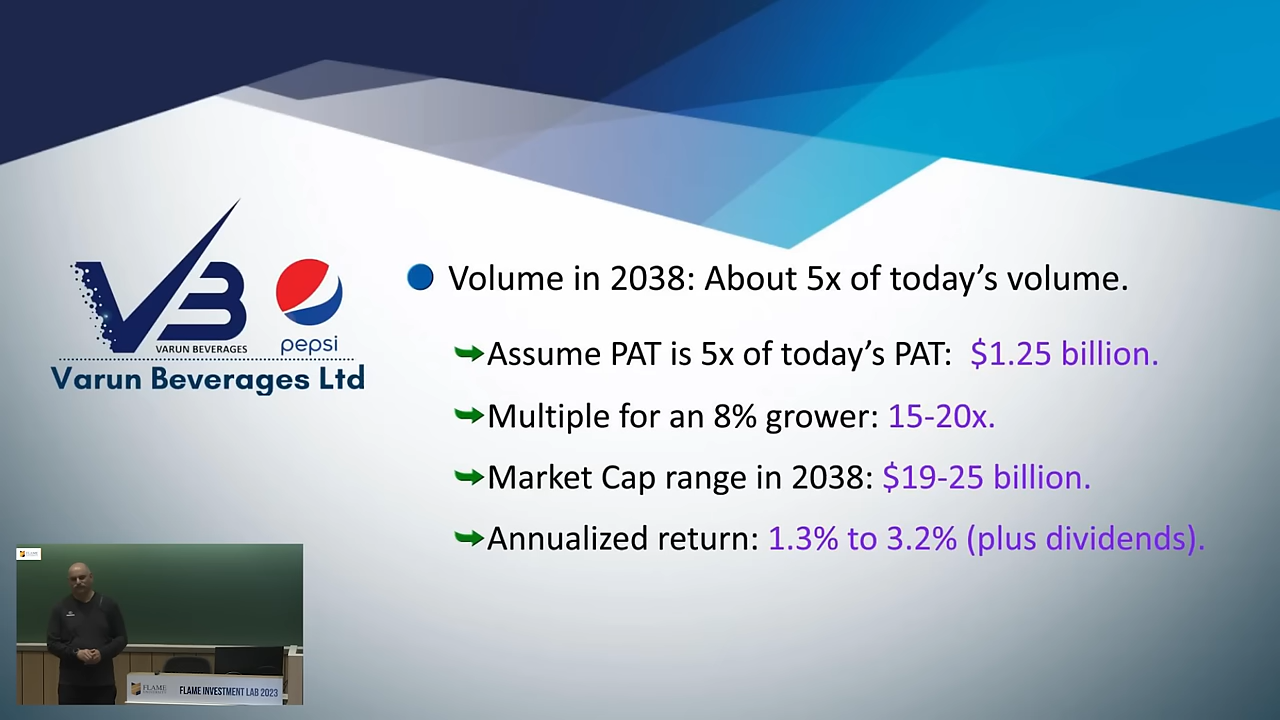 Volume in 2038: About 5x of today's volume.
VARUN BEVERAGES
pepsi
Varun Beverages Ltd
Assume PAT is 5x of today's PAT: $1.25 billion.
Multiple for an 8% grower: 15-20x.
Market Cap range in 2038: $19-25 billion.
Annualized return: 1.3% to 3.2% (plus dividends).
FLAME
FLAME
FLAME INVESTMENT LAB 2023